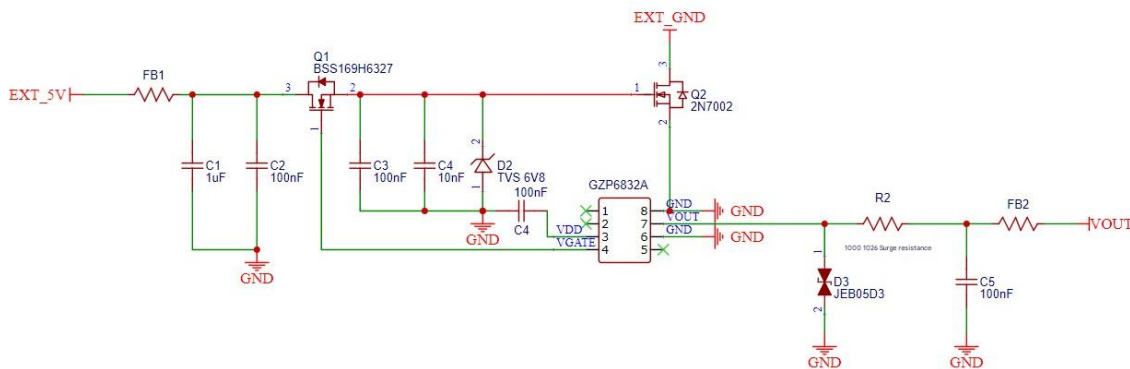 EXT_GND
Q1
BSS169H6327
FB1
EXT_5V
3
2
1
3
1
Q2
2N7002
2
C1
1uF
C2
100nF
C3
100nF
C4
10nF
2
D2
TVS 6V8
1
100nF
C4
GND
GND
GZP6832A
VDD
VGATE
1
2
3
4
8
7
6
5
GND
VOUT
GND
GND
GND
R2
1000 1026 Surge resistance
FB2
VOUT
1
D3
JEB05D3
2
C5
100nF
GND
GND